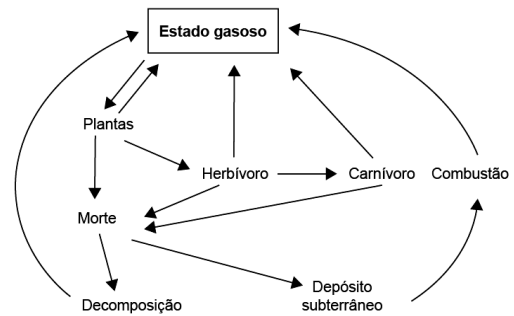 Estado gasoso
Plantas
Herbívoro
Carnívoro
Combustão
Morte
Decomposição
Depósito
subterrâneo